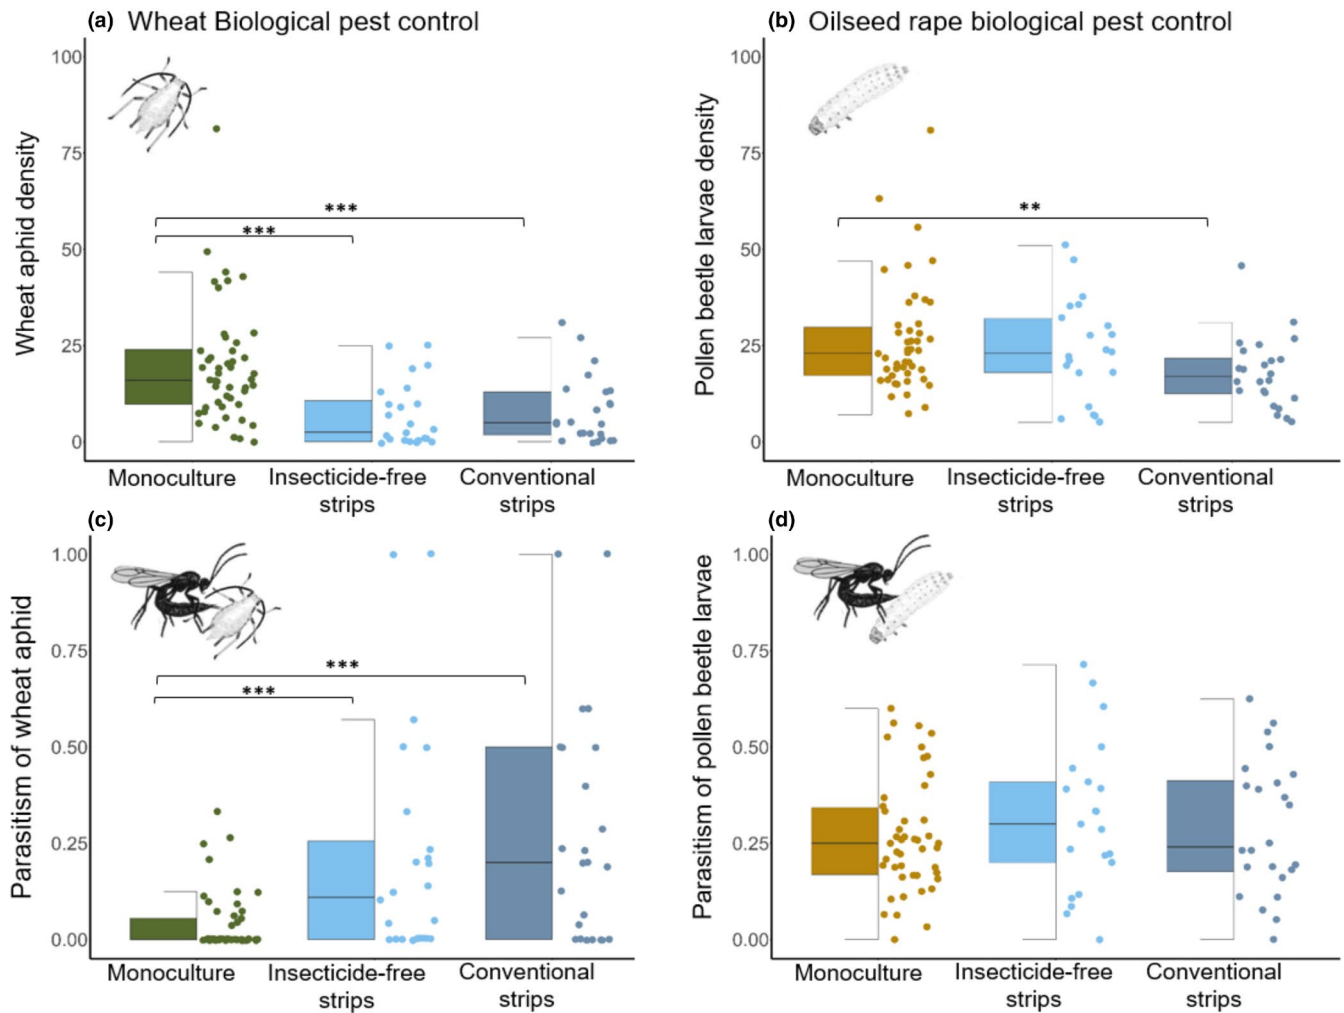 (a) Wheat Biological pest control
Wheat aphid density
100
75
50
25
0
***
***
Monoculture
Insecticide-free
strips
Conventional
strips
(b) Oilseed rape biological pest control
Pollen beetle larvae density
100
75
50
25
0
**
Monoculture
Insecticide-free
strips
Conventional
strips
(c)
Parasitism of wheat aphid
1.00
0.75
0.50
0.25
0.00
***
***
Monoculture
Insecticide-free
strips
Conventional
strips
(d)
Parasitism of pollen beetle larvae
1.00
0.75
0.50
0.25
0.00
Monoculture
Insecticide-free
strips
Conventional
strips